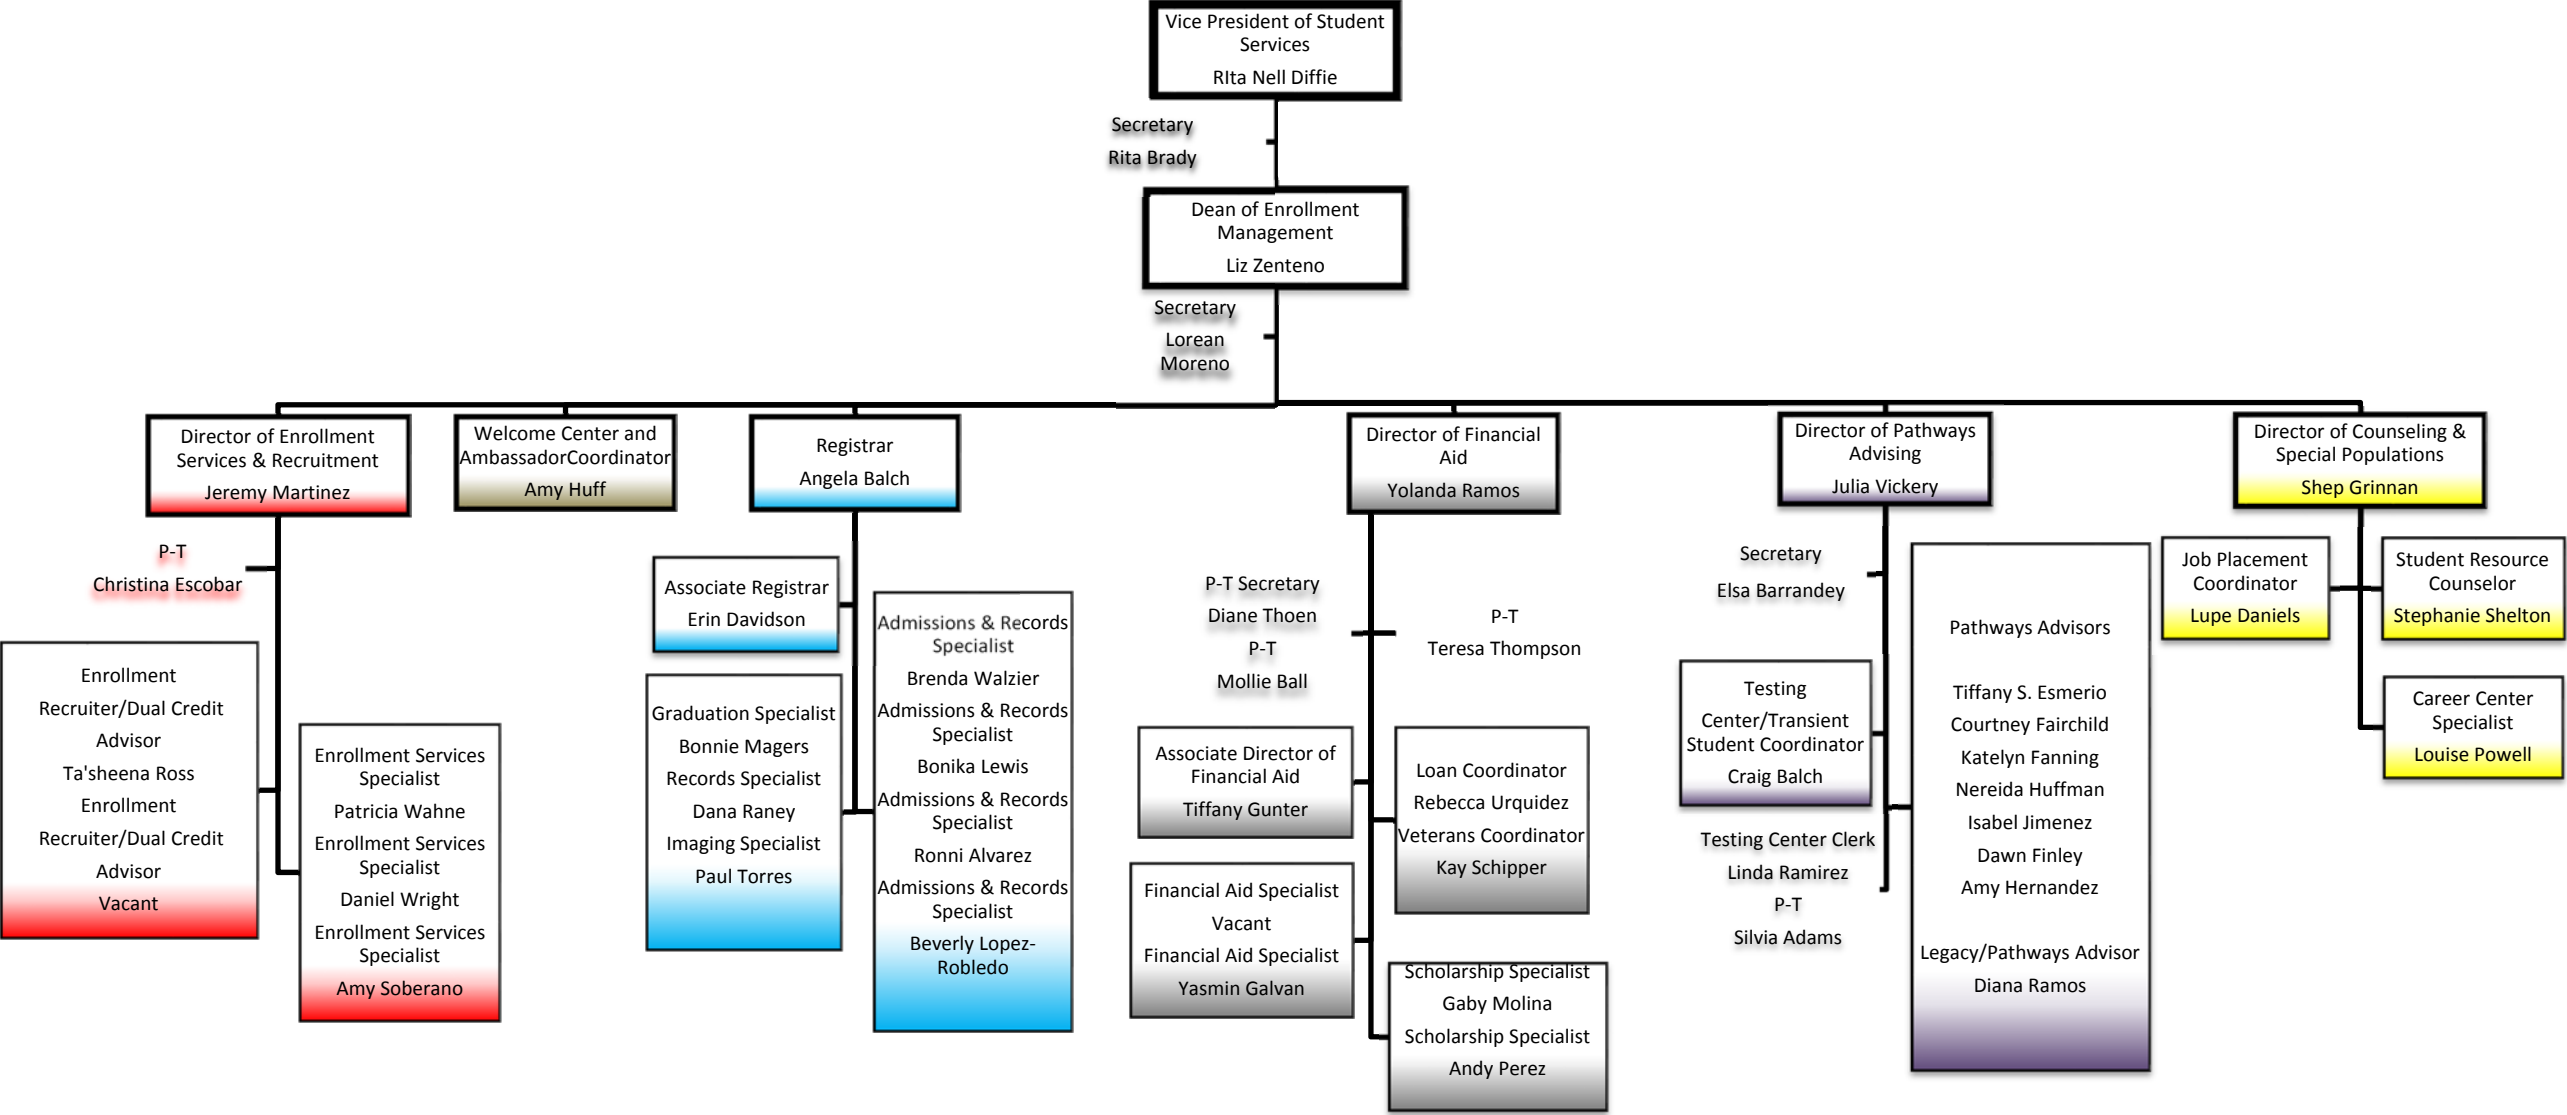 Vice President of Student
Services
RIta Nell Diffie
Secretary
Rita Brady
Dean of Enrollment
Management
Liz Zenteno
Secretary
Lorean
Moreno
Director of Enrollment
Services & Recruitment
Jeremy Martinez
P-T
Christina Escobar
Enrollment
Recruiter/Dual Credit
Advisor
Ta'sheena Ross
Enrollment
Recruiter/Dual Credit
Advisor
Vacant
Enrollment Services
Specialist
Patricia Wahne
Enrollment Services
Specialist
Daniel Wright
Enrollment Services
Specialist
Amy Soberano
Welcome Center and
AmbassadorCoordinator
Amy Huff
Registrar
Angela Balch
Associate Registrar
Erin Davidson
Graduation Specialist
Bonnie Magers
Records Specialist
Dana Raney
Imaging Specialist
Paul Torres
Admissions & Records
Specialist
Brenda Walzier
Admissions & Records
Specialist
Bonika Lewis
Admissions & Records
Specialist
Ronni Alvarez
Admissions & Records
Specialist
Beverly Lopez-
Robledo
Director of Financial
Aid
Yolanda Ramos
P-T Secretary
Diane Thoen
P-T
Mollie Ball
P-T
Teresa Thompson
Associate Director of
Financial Aid
Tiffany Gunter
Loan Coordinator
Rebecca Urquidez
Veterans Coordinator
Kay Schipper
Financial Aid Specialist
Vacant
Financial Aid Specialist
Yasmin Galvan
Scholarship Specialist
Gaby Molina
Scholarship Specialist
Andy Perez
Director of Pathways
Advising
Julia Vickery
Secretary
Elsa Barrandey
Testing
Center/Transient
Student Coordinator
Craig Balch
Testing Center Clerk
Linda Ramirez
P-T
Silvia Adams
Pathways Advisors
Tiffany S. Esmerio
Courtney Fairchild
Katelyn Fanning
Nereida Huffman
Isabel Jimenez
Dawn Finley
Amy Hernandez
Legacy/Pathways Advisor
Diana Ramos
Director of Counseling &
Special Populations
Shep Grinnan
Job Placement
Coordinator
Lupe Daniels
Student Resource
Counselor
Stephanie Shelton
Career Center
Specialist
Louise Powell